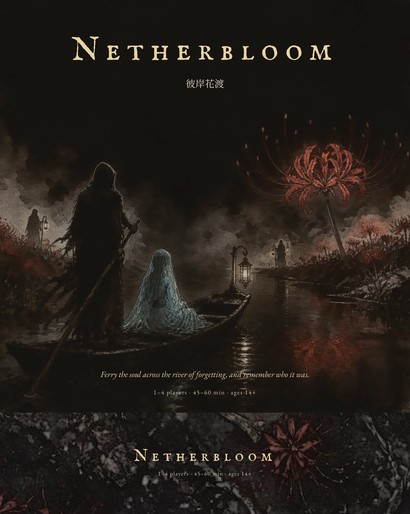 Netherbloom
彼岸花渡
Ferry the soul across the river of forgetting, and remember who it was.
1–4 players · 45–60 min · ages 14+
Netherbloom
1–4 players · 45–60 min · ages 14+